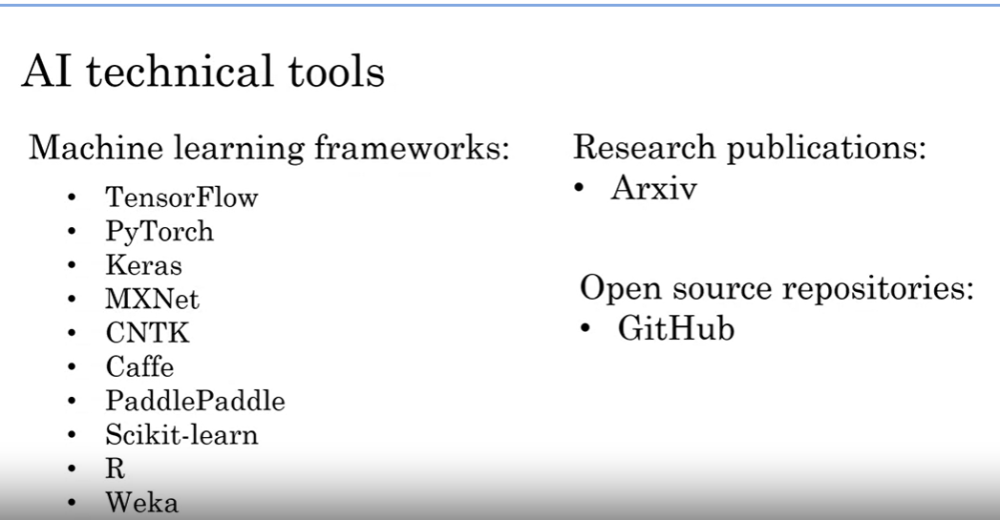 AI technical tools
Machine learning frameworks:
• TensorFlow
• PyTorch
• Keras
• MXNet
• CNTK
• Caffe
• PaddlePaddle
• Scikit-learn
• R
• Weka
Research publications:
• Arxiv
Open source repositories:
• GitHub